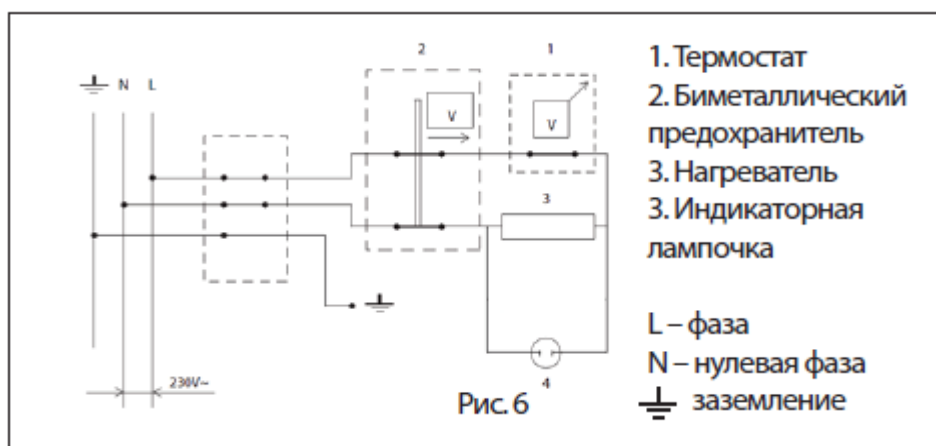 2
1
N
L
V
V
3
230V~
4
Рис. 6
1. Термостат
2. Биметаллический
предохранитель
3. Нагреватель
3. Индикаторная
лампочка
L – фаза
N – нулевая фаза
заземление